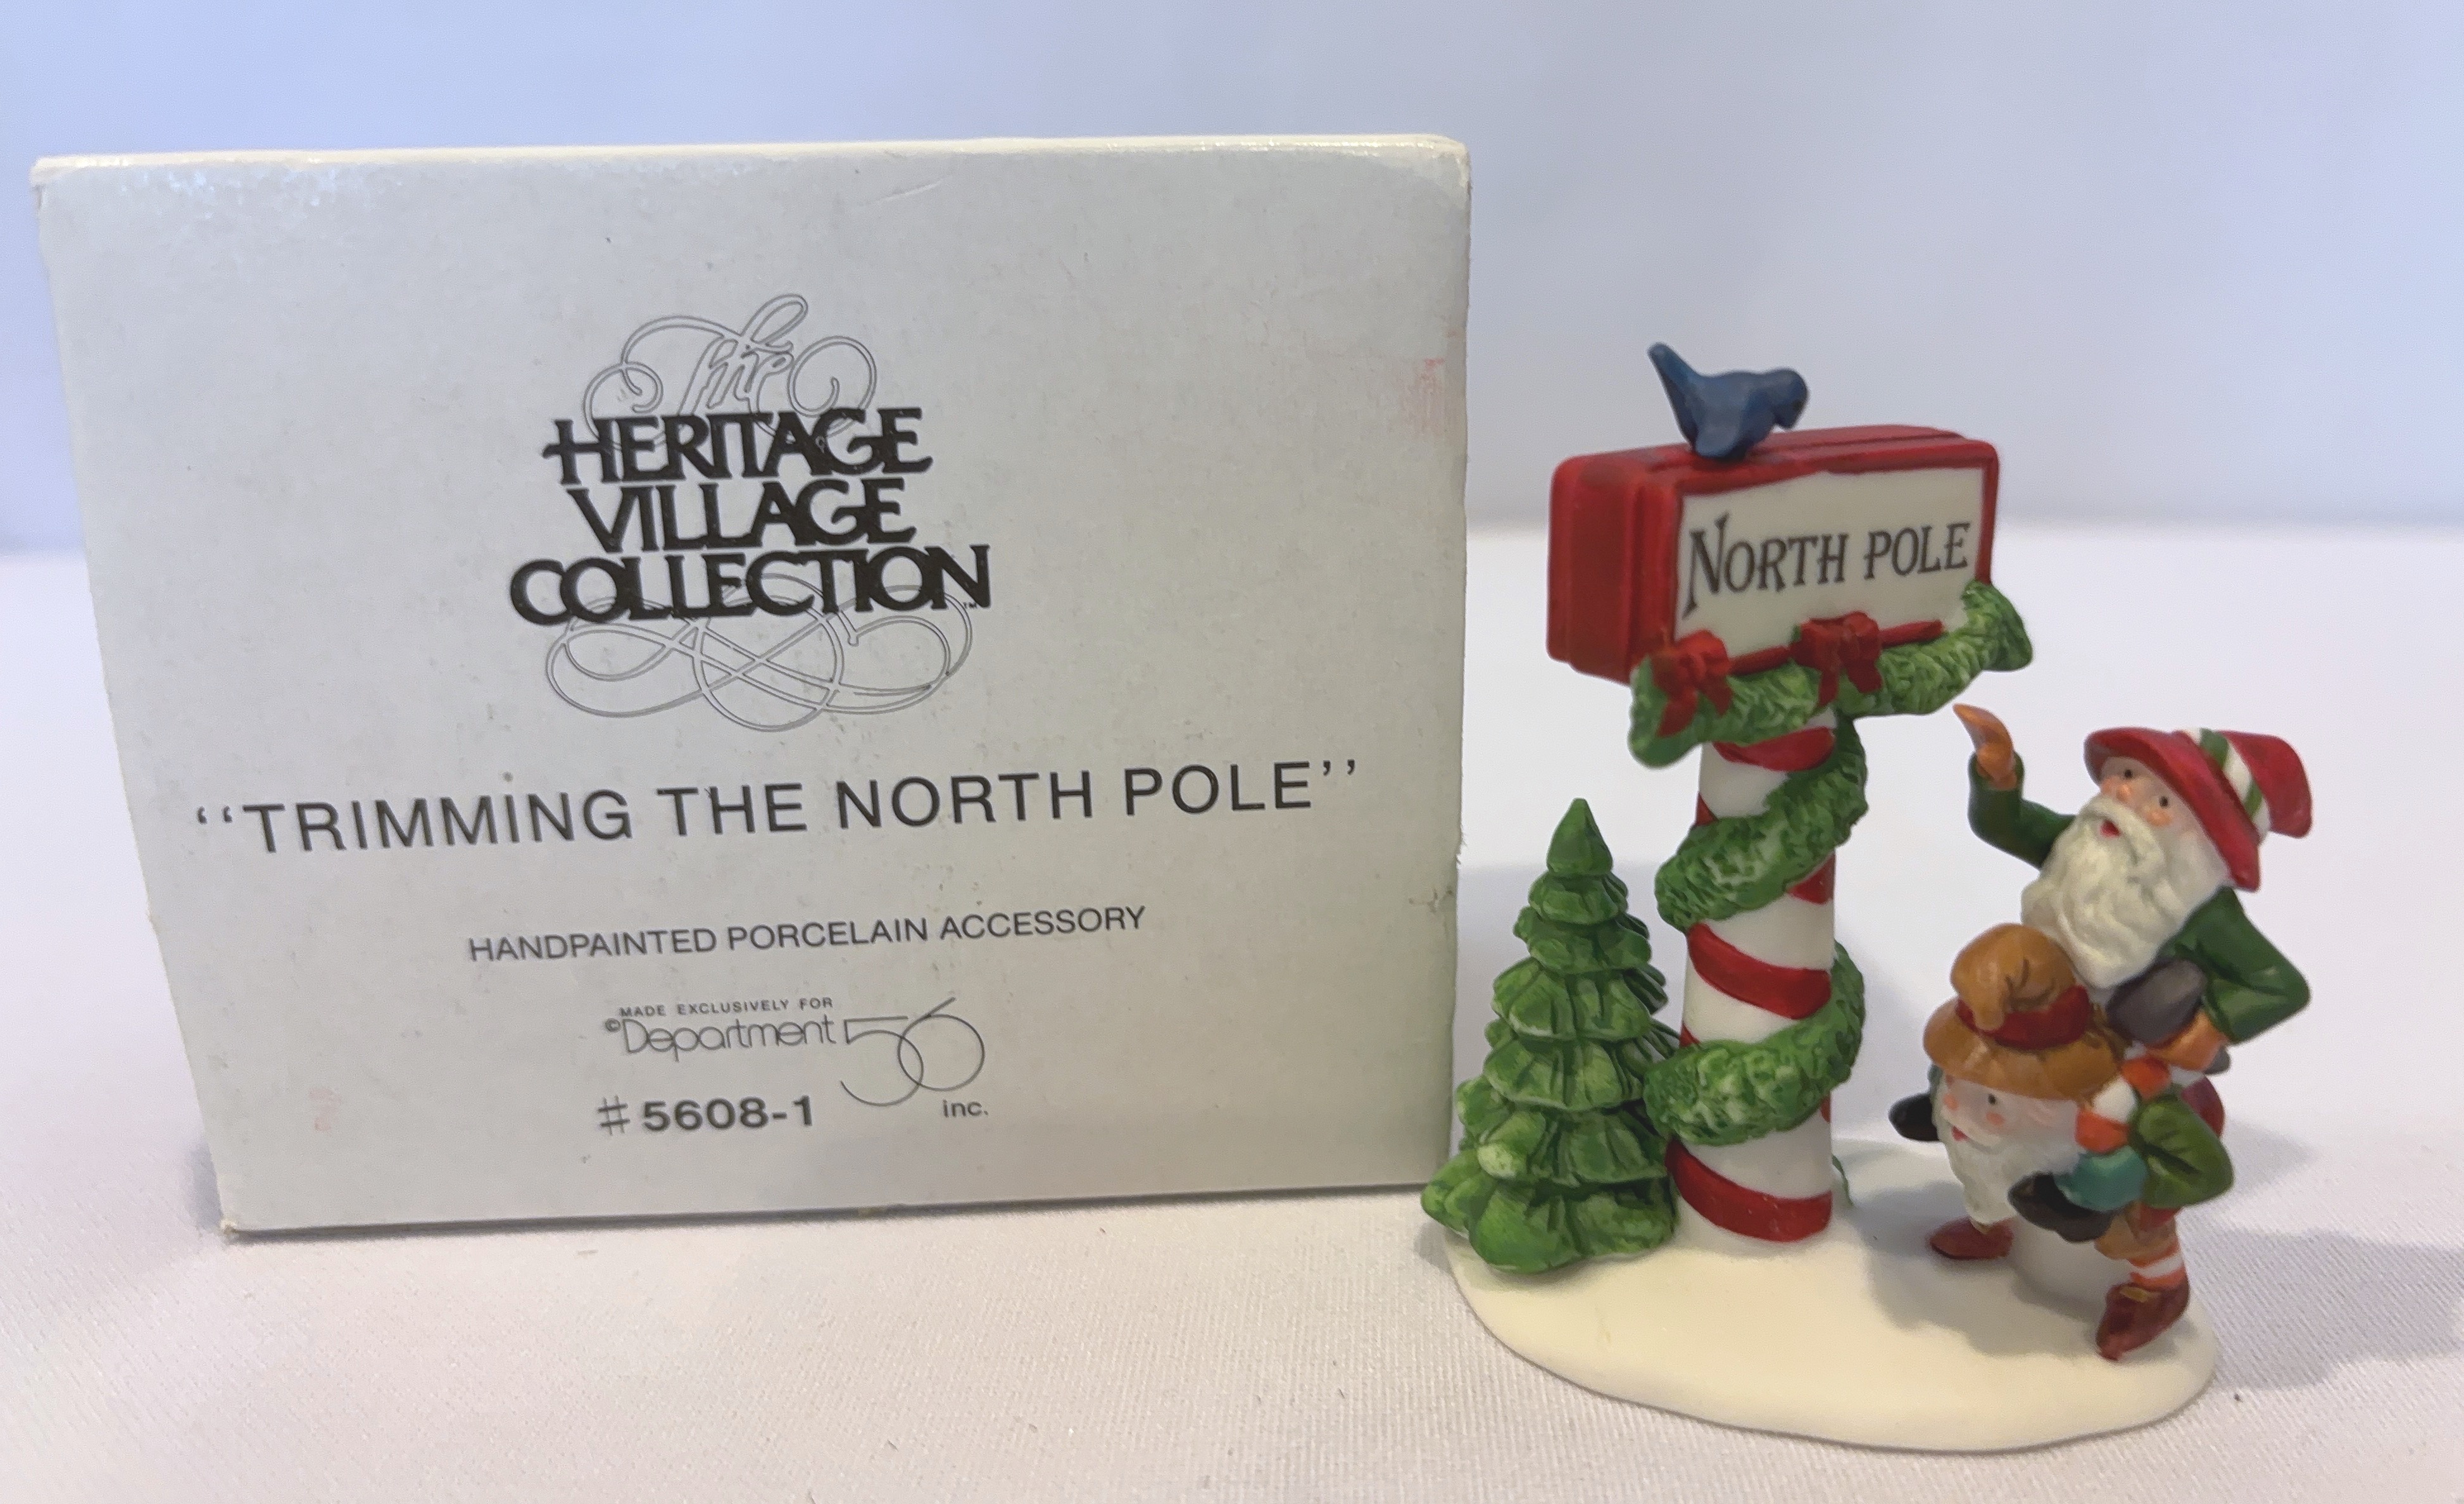 The
HERITAGE
VILLAGE
COLLECTION™
‘‘TRIMMING THE NORTH POLE’’
HANDPAINTED PORCELAIN ACCESSORY
MADE EXCLUSIVELY FOR
©Department 56
inc.
#5608-1
NORTH POLE